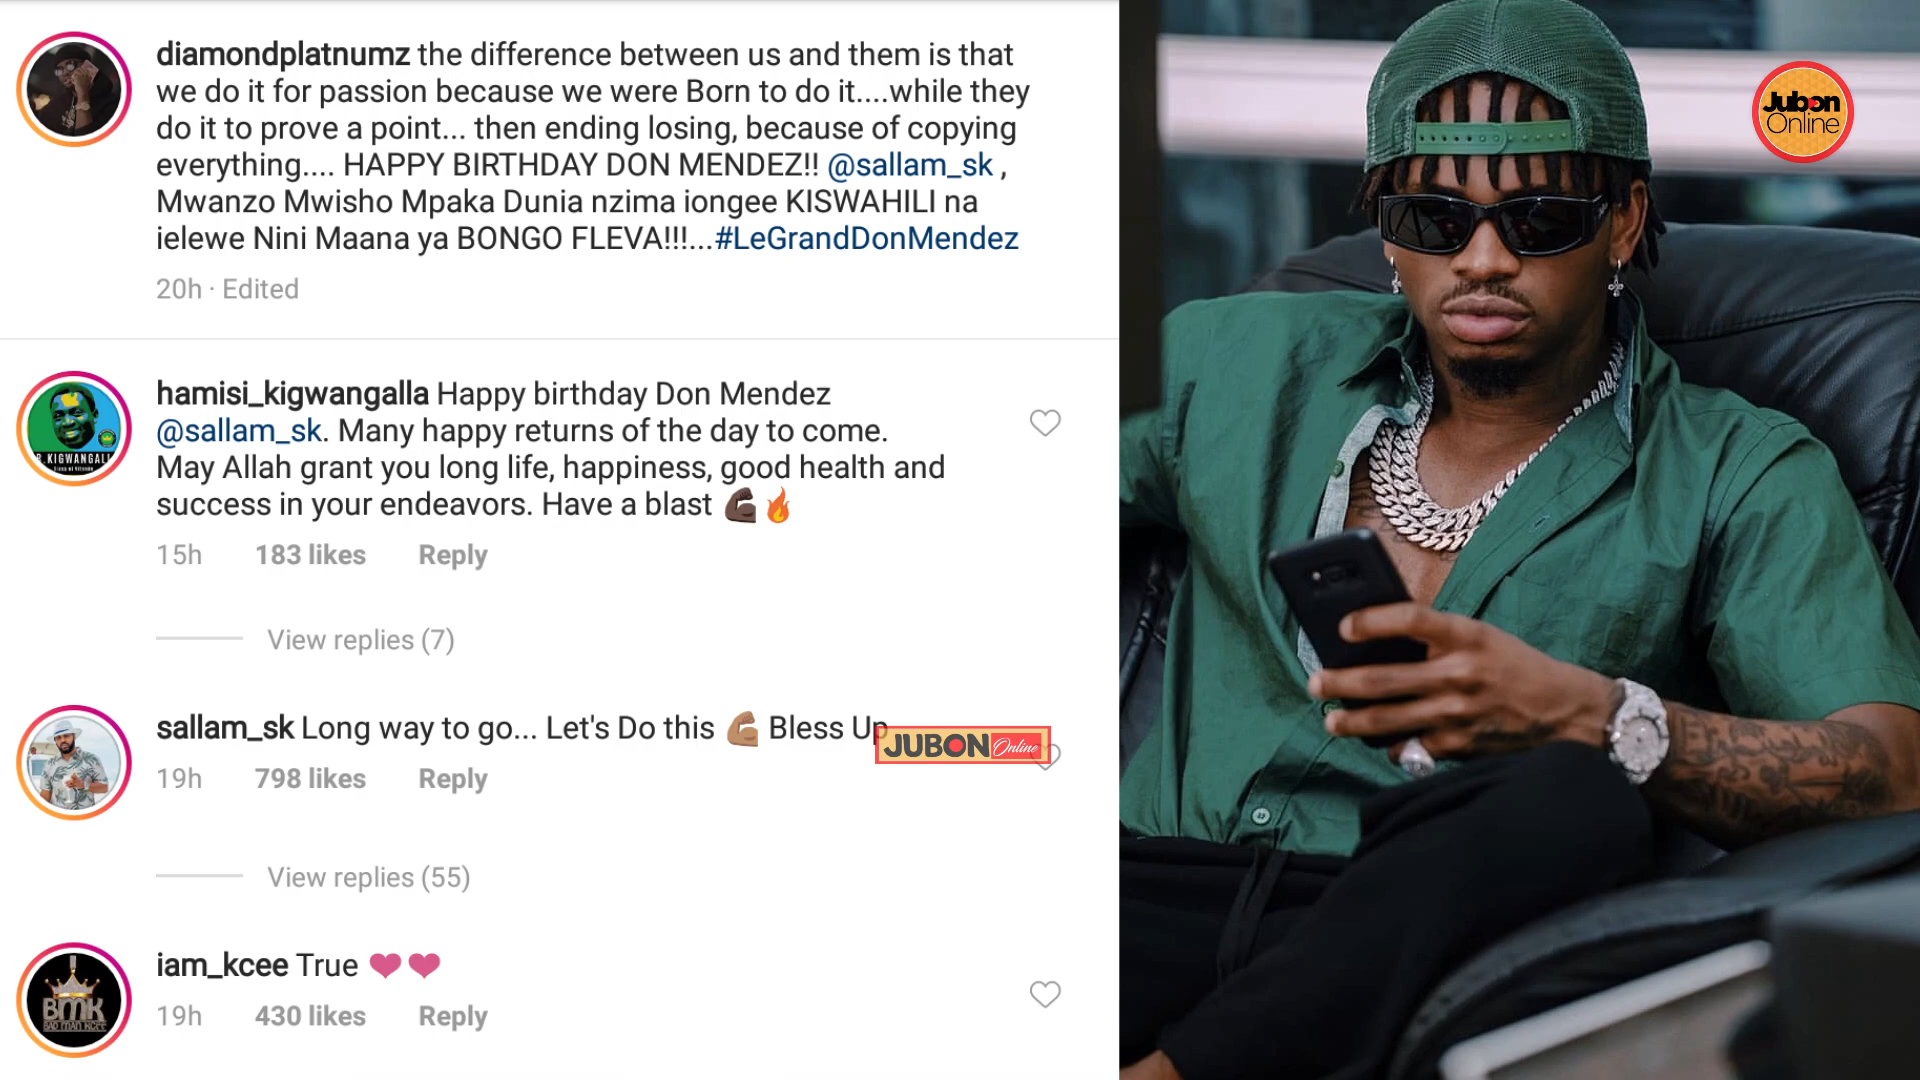 diamondplatnumz the difference between us and them is that
we do it for passion because we were Born to do it....while they
do it to prove a point... then ending losing, because of copying
everything.... HAPPY BIRTHDAY DON MENDEZ!! @sallam_sk ,
Mwanzo Mwisho Mpaka Dunia nzima iongee KISWAHILI na
ielewe Nini Maana ya BONGO FLEVA!!!...#LeGrandDonMendez
20h · Edited
hamisi_kigwangalla Happy birthday Don Mendez
@sallam_sk. Many happy returns of the day to come.
May Allah grant you long life, happiness, good health and
success in your endeavors. Have a blast 💪🏿🔥
15h 183 likes Reply
View replies (7)
sallam_sk Long way to go... Let's Do this 💪🏽 Bless Up
19h 798 likes Reply
View replies (55)
iam_kcee True ❤❤
19h 430 likes Reply
R.KIGWANGALL
BMK
BAD MAN KCEE
JUBON Online
Jubon
Online